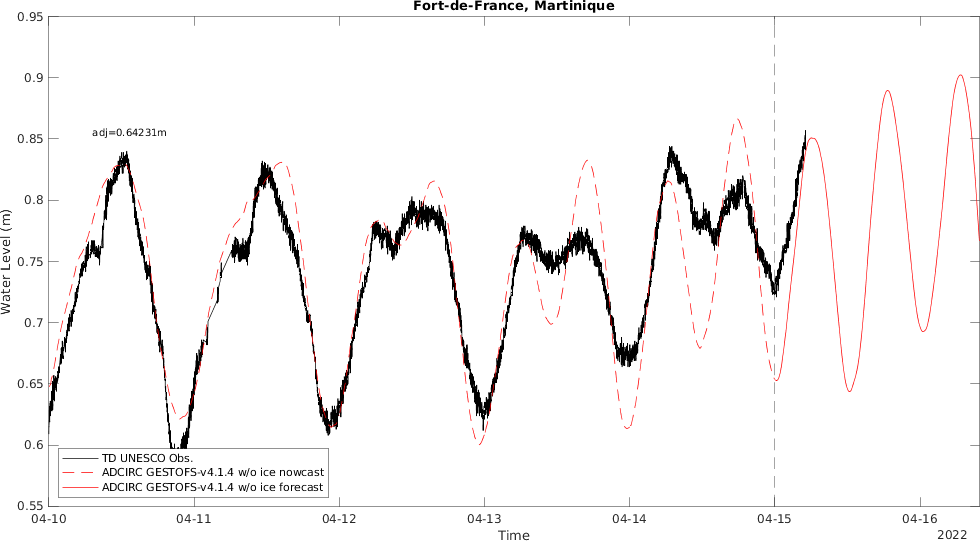 Fort-de-France, Martinique
0.95
0.9
0.85
adj=0.64231m
0.8
0.75
0.7
0.65
0.6
0.55
Water Level (m)
TD UNESCO Obs.
ADCIRC GESTOFS-v4.1.4 w/o ice nowcast
ADCIRC GESTOFS-v4.1.4 w/o ice forecast
04-10 04-11 04-12 04-13 04-14 04-15 04-16
Time
2022